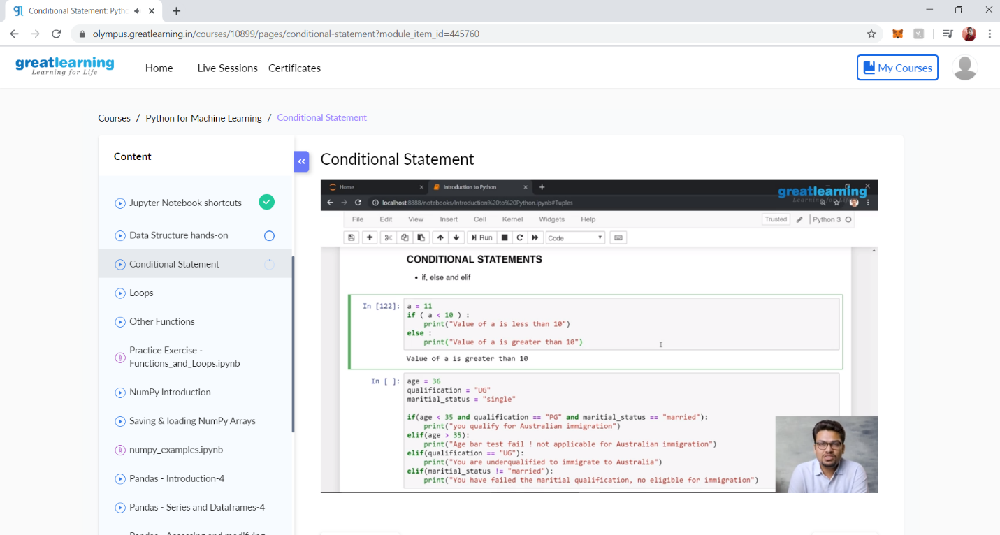 Conditional Statement: Pytho
olympus.greatlearning.in/courses/10899/pages/conditional-statement?module_item_id=445760
greatlearning
Learning for Life
Home
Live Sessions
Certificates
My Courses
Courses / Python for Machine Learning / Conditional Statement
Content
Jupyter Notebook shortcuts
Data Structure hands-on
Conditional Statement
Loops
Other Functions
Practice Exercise -
Functions_and_Loops.ipynb
NumPy Introduction
Saving & loading NumPy Arrays
numpy_examples.ipynb
Pandas - Introduction-4
Pandas - Series and Dataframes-4
Conditional Statement
Home
Introduction to Python
greatlearning
Learning for Life
localhost:8888/notebooks/Introduction%20to%20Python.ipynb#Tuples
File Edit View Insert Cell Kernel Widgets Help
Trusted
Python 3
Run
Code
CONDITIONAL STATEMENTS
• if, else and elif
In [122]: a = 11
if ( a < 10 ) :
print("Value of a is less than 10")
else :
print("Value of a is greater than 10")
Value of a is greater than 10
In [ ]: age = 36
qualification = "UG"
maritial_status = "single"
if(age < 35 and qualification == "PG" and maritial_status == "married"):
print("you qualify for Australian immigration")
elif(age > 35):
print("Age bar test fail ! not applicable for Australian immigration")
elif(qualification == "UG"):
print("You are underqualified to immigrate to Australia")
elif(maritial_status != "married"):
print("You have failed the maritial qualification, no eligible for immigration")